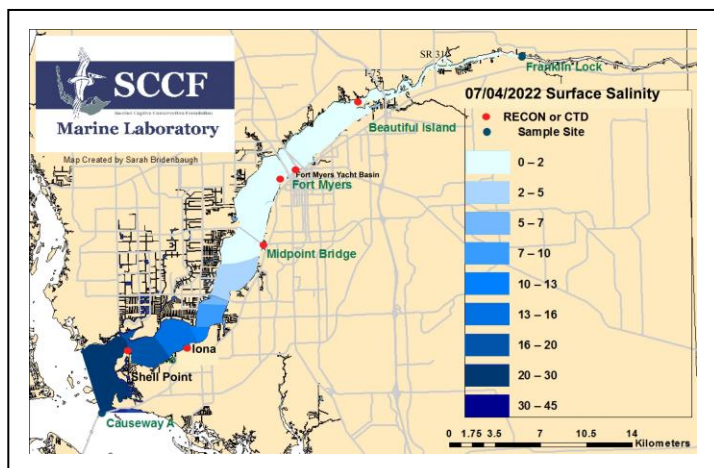 SCCF
Marine Laboratory
Map Created by Sarah Bridenbaugh
SR 31
I-75
Franklin Lock
07/04/2022 Surface Salinity
RECON or CTD
Sample Site
Beautiful Island
Fort Myers Yacht Basin
Fort Myers
Midpoint Bridge
Iona
Shell Point
Causeway A
0 – 2
2 – 5
5 – 7
7 – 10
10 – 13
13 – 16
16 – 20
20 – 30
30 – 45
0 1.75 3.5 7 10.5 14
Kilometers